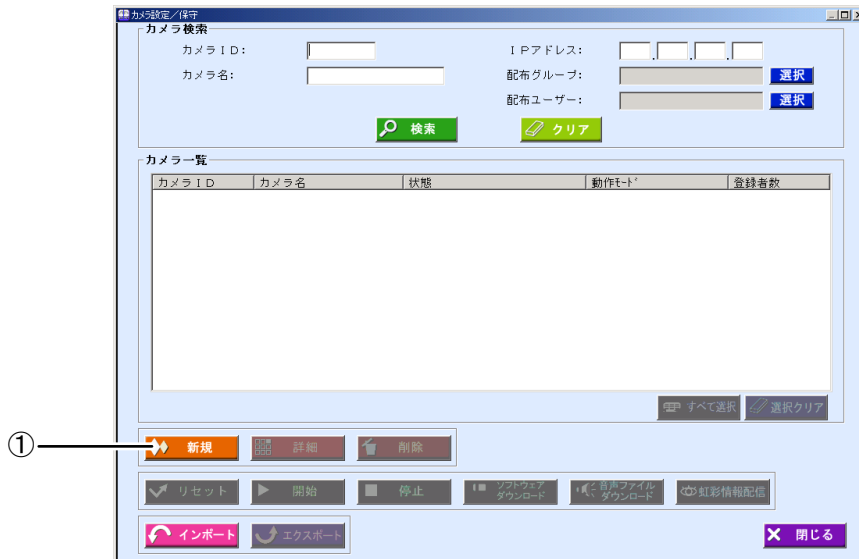 カメラ設定/保守
カメラ検索
カメラID: IPアドレス: . . .
カメラ名: 配布グループ: 選択
配布ユーザー: 選択
検索 クリア
カメラ一覧
カメラID カメラ名 状態 動作ﾓｰﾄﾞ 登録者数
すべて選択 選択クリア
① 新規 詳細 削除
リセット 開始 停止 ソフトウェア
ダウンロード 音声ファイル
ダウンロード 虹彩情報配信
インポート エクスポート 閉じる